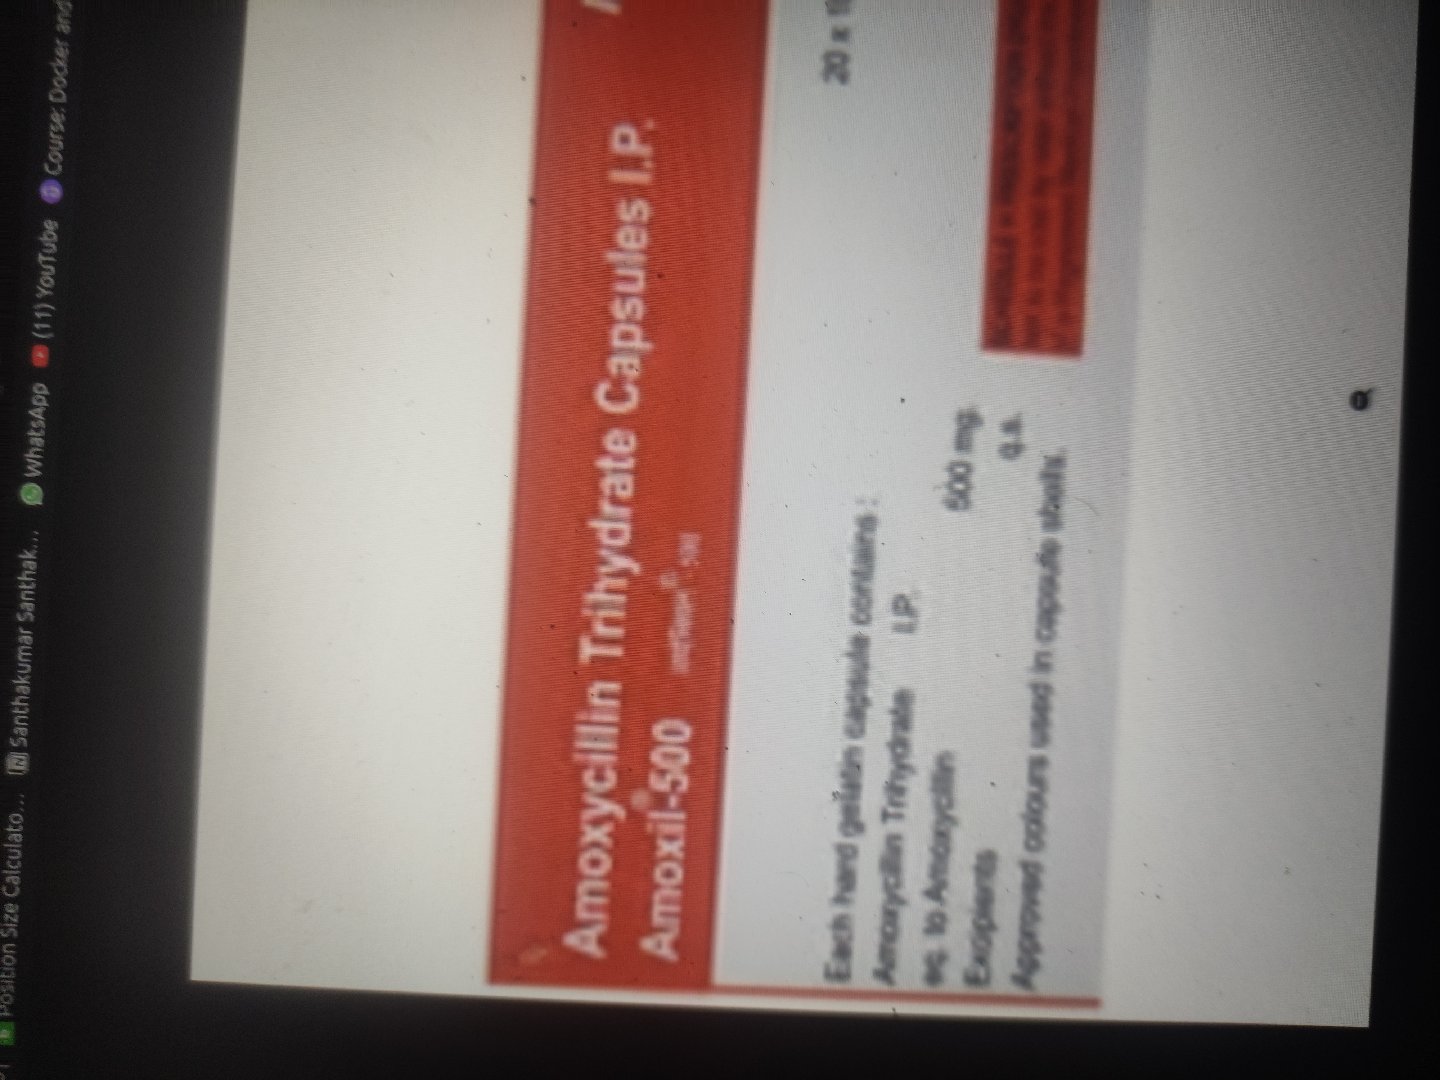 Position Size Calculato...
Santhakumar Santhak...
WhatsApp
(11) YouTube
Course: Docker and
Amoxycillin Trihydrate Capsules I.P.
Amoxil-500
20 x
Each hard gelatin capsule contains :
Amoxycillin Trihydrate I.P.
eq. to Amoxycillin 500 mg.
Excipients q.s.
Approved colours used in capsule shells.